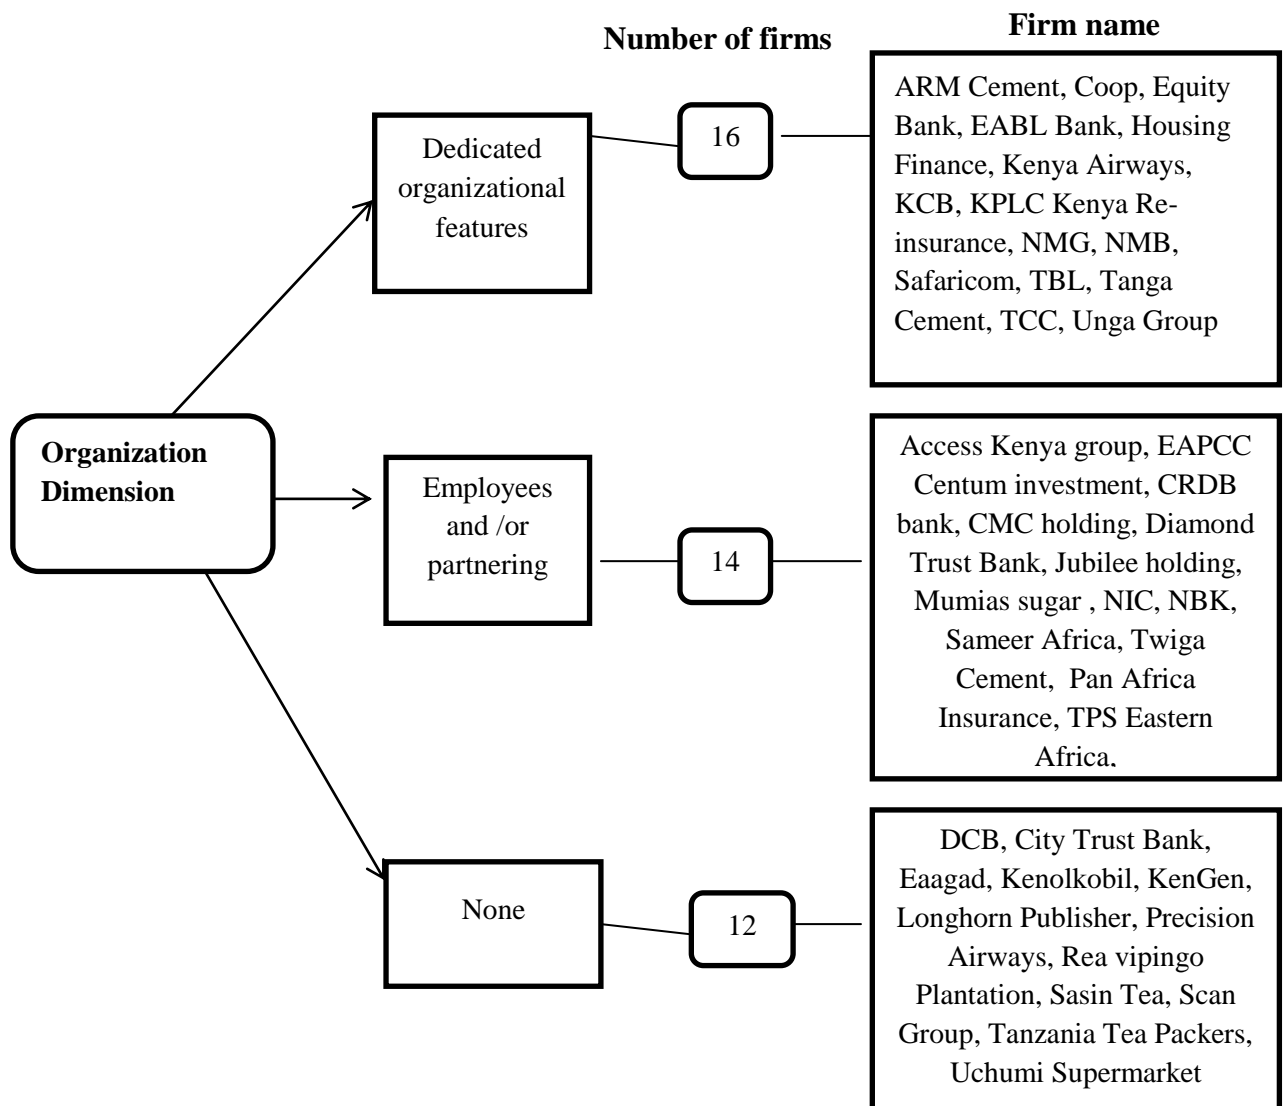 Number of firms
Firm name
Dedicated
organizational
features
16
ARM Cement, Coop, Equity
Bank, EABL Bank, Housing
Finance, Kenya Airways,
KCB, KPLC Kenya Re-
insurance, NMG, NMB,
Safaricom, TBL, Tanga
Cement, TCC, Unga Group
Organization
Dimension
Employees
and /or
partnering
14
Access Kenya group, EAPCC
Centum investment, CRDB
bank, CMC holding, Diamond
Trust Bank, Jubilee holding,
Mumias sugar , NIC, NBK,
Sameer Africa, Twiga
Cement, Pan Africa
Insurance, TPS Eastern
Africa,
None
12
DCB, City Trust Bank,
Eaagad, Kenolkobil, KenGen,
Longhorn Publisher, Precision
Airways, Rea vipingo
Plantation, Sasin Tea, Scan
Group, Tanzania Tea Packers,
Uchumi Supermarket